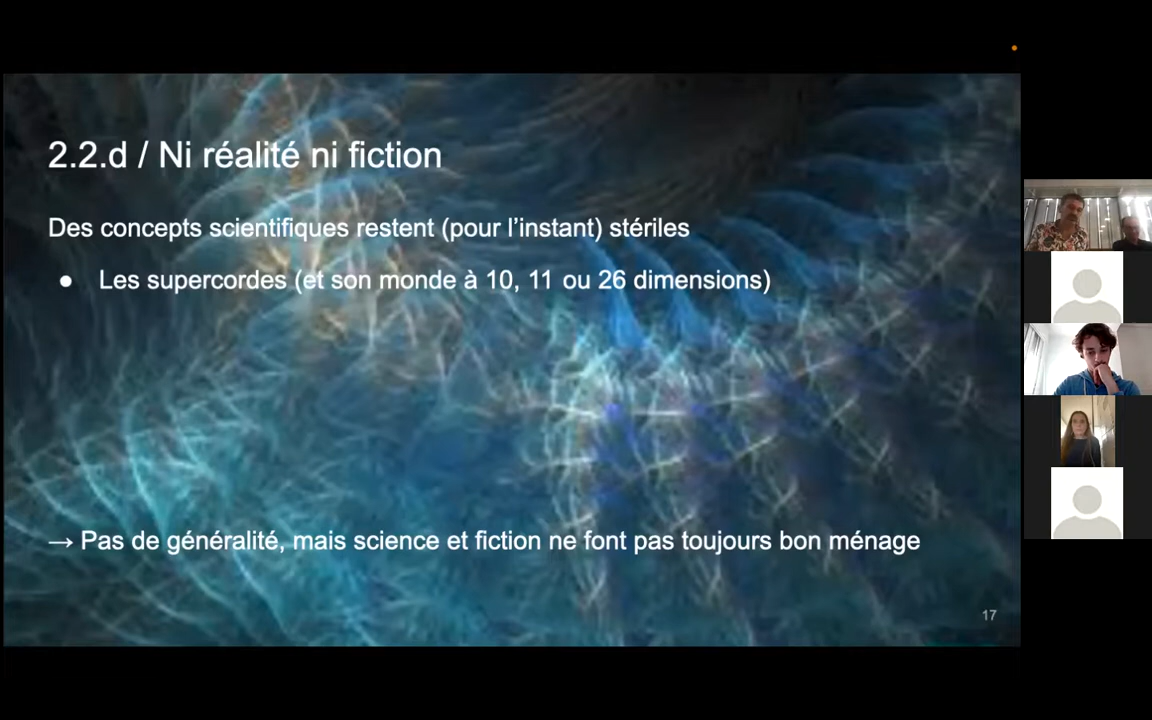 2.2.d / Ni réalité ni fiction
Des concepts scientifiques restent (pour l’instant) stériles
● Les supercordes (et son monde à 10, 11 ou 26 dimensions)
→ Pas de généralité, mais science et fiction ne font pas toujours bon ménage
17